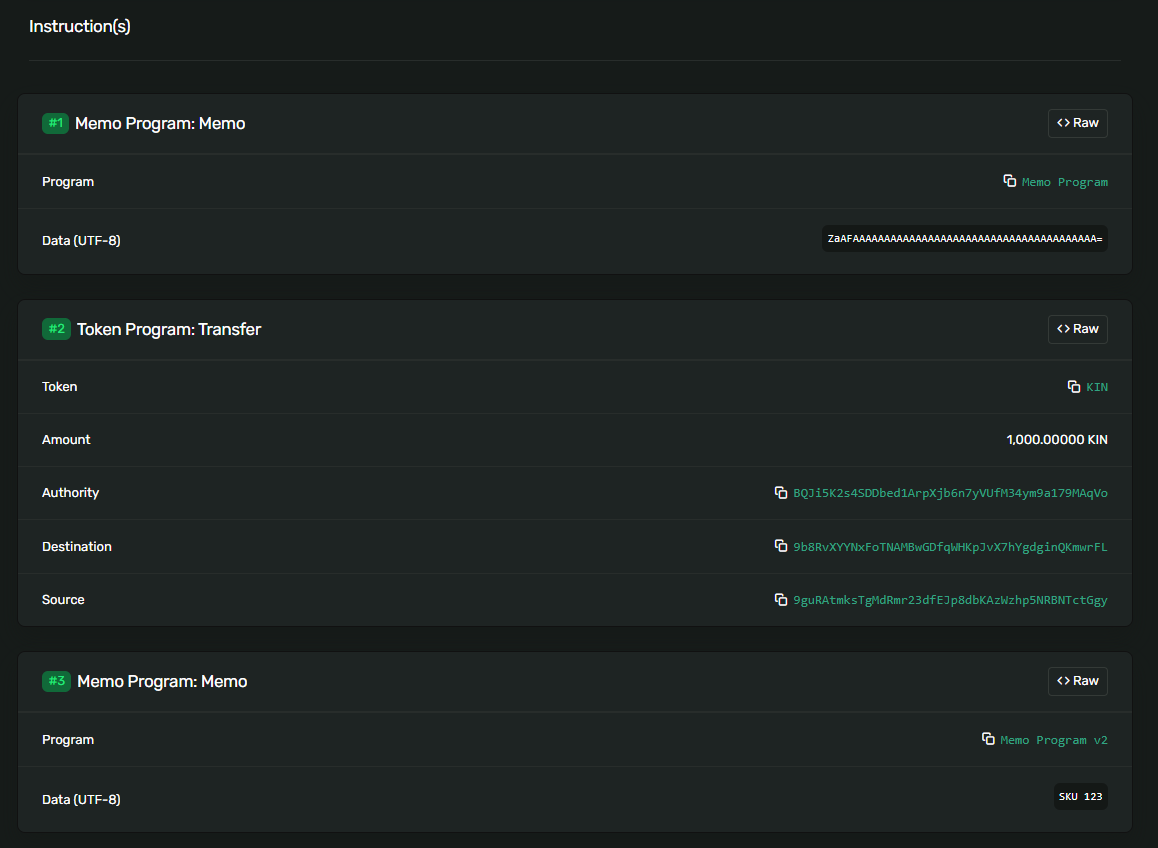 Instruction(s)
#1 Memo Program: Memo
<> Raw
Program
Memo Program
Data (UTF-8)
ZaAFAAAAAAAAAAAAAAAAAAAAAAAAAAAAAAAAAAAAAAA=
#2 Token Program: Transfer
<> Raw
Token
KIN
Amount
1,000.00000 KIN
Authority
BQJi5K2s4SDDbed1ArpXjb6n7yVUfM34ym9a179MAqVo
Destination
9b8RvXYYNxFoTNAMBwGDfqWHKpJvX7hYgdginQKmwrFL
Source
9guRAtmksTgMdRmr23dfEJp8dbKAzWzhp5NRBNTctGgy
#3 Memo Program: Memo
<> Raw
Program
Memo Program v2
Data (UTF-8)
SKU 123